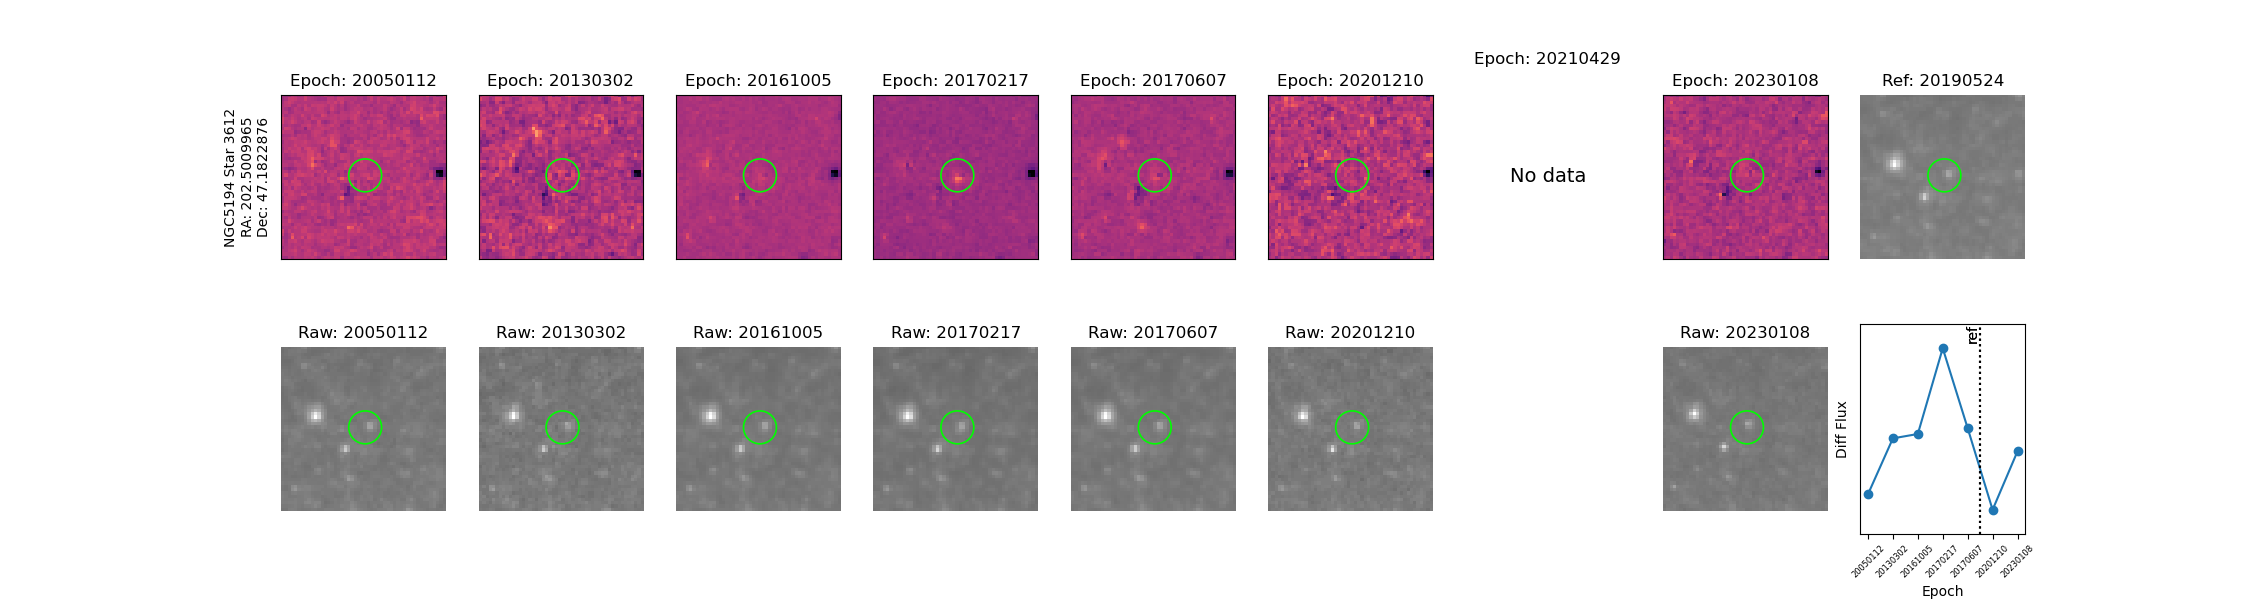 NGC5194 Star 3612
RA: 202.5009965
Dec: 47.1822876
Epoch: 20050112
Epoch: 20130302
Epoch: 20161005
Epoch: 20170217
Epoch: 20170607
Epoch: 20201210
Epoch: 20210429
No data
Epoch: 20230108
Ref: 20190524
Raw: 20050112
Raw: 20130302
Raw: 20161005
Raw: 20170217
Raw: 20170607
Raw: 20201210
Raw: 20230108
ref
Diff Flux
20050112
20130302
20161005
20170217
20170607
20201210
20230108
Epoch